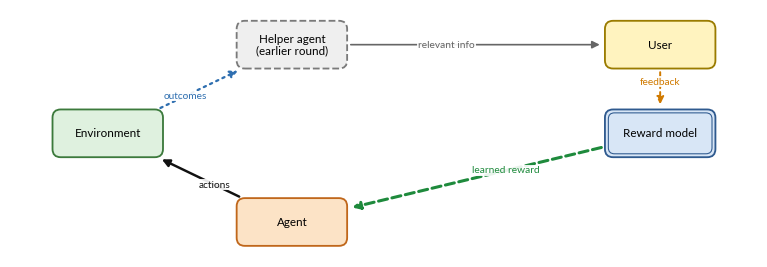 Helper agent
(earlier round)
relevant info
User
feedback
outcomes
Environment
Reward model
learned reward
actions
Agent